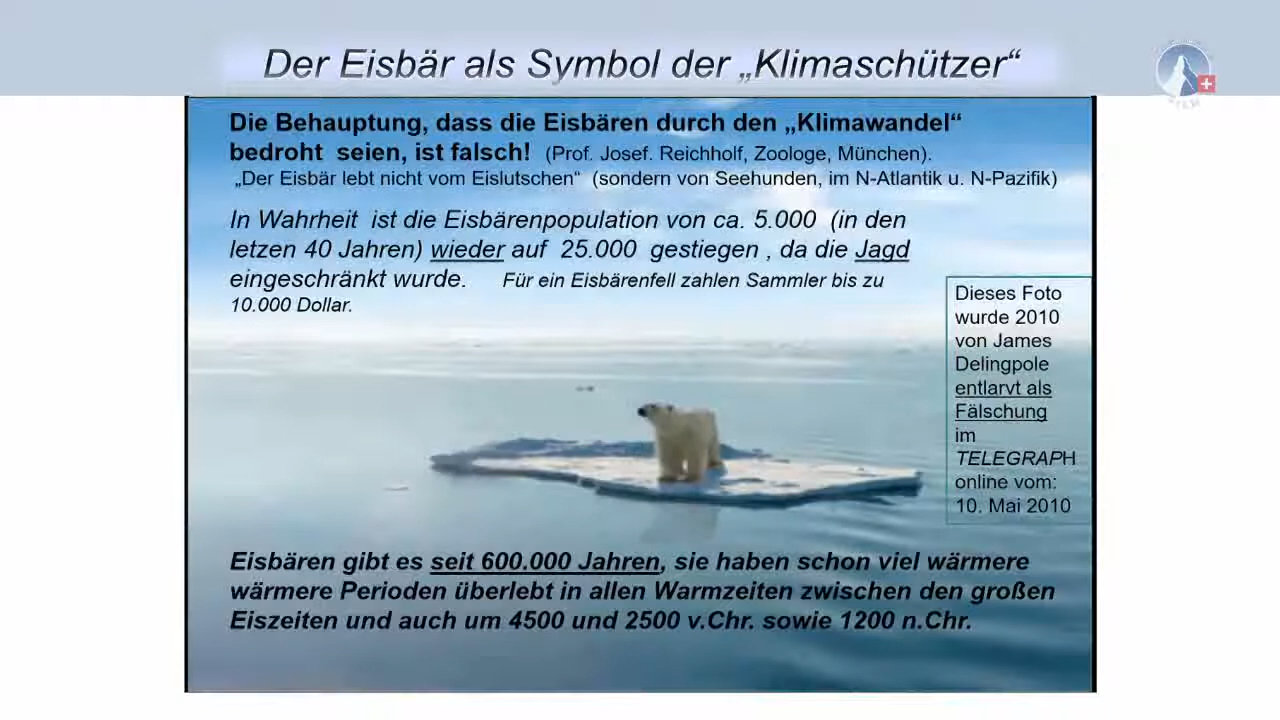 Der Eisbär als Symbol der „Klimaschützer“
Die Behauptung, dass die Eisbären durch den „Klimawandel“
bedroht seien, ist falsch! (Prof. Josef. Reichholf, Zoologe, München).
„Der Eisbär lebt nicht vom Eislutschen“ (sondern von Seehunden, im N-Atlantik u. N-Pazifik)
In Wahrheit ist die Eisbärenpopulation von ca. 5.000 (in den
letzen 40 Jahren) wieder auf 25.000 gestiegen , da die Jagd
eingeschränkt wurde. Für ein Eisbärenfell zahlen Sammler bis zu
10.000 Dollar.
Dieses Foto
wurde 2010
von James
Delingpole
entlarvt als
Fälschung
im
TELEGRAPH
online vom:
10. Mai 2010
Eisbären gibt es seit 600.000 Jahren, sie haben schon viel wärmere
wärmere Perioden überlebt in allen Warmzeiten zwischen den großen
Eiszeiten und auch um 4500 und 2500 v.Chr. sowie 1200 n.Chr.